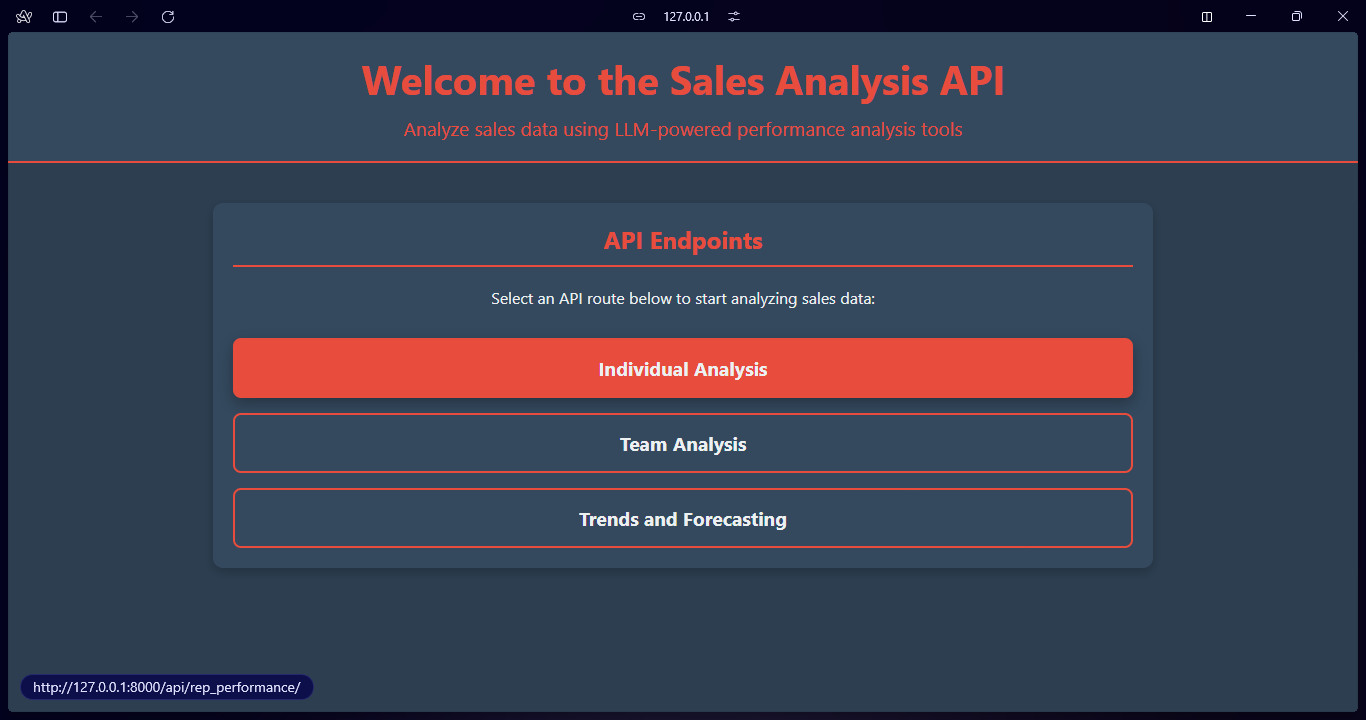 127.0.0.1
Welcome to the Sales Analysis API
Analyze sales data using LLM-powered performance analysis tools
API Endpoints
Select an API route below to start analyzing sales data:
Individual Analysis
Team Analysis
Trends and Forecasting
http://127.0.0.1:8000/api/rep_performance/